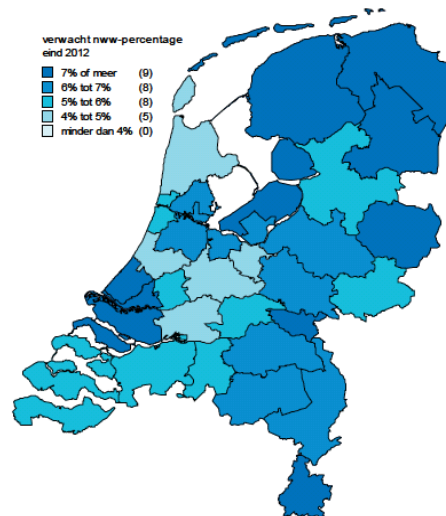 verwacht nww-percentage
eind 2012
7% of meer (9)
6% tot 7% (8)
5% tot 6% (8)
4% tot 5% (5)
minder dan 4% (0)